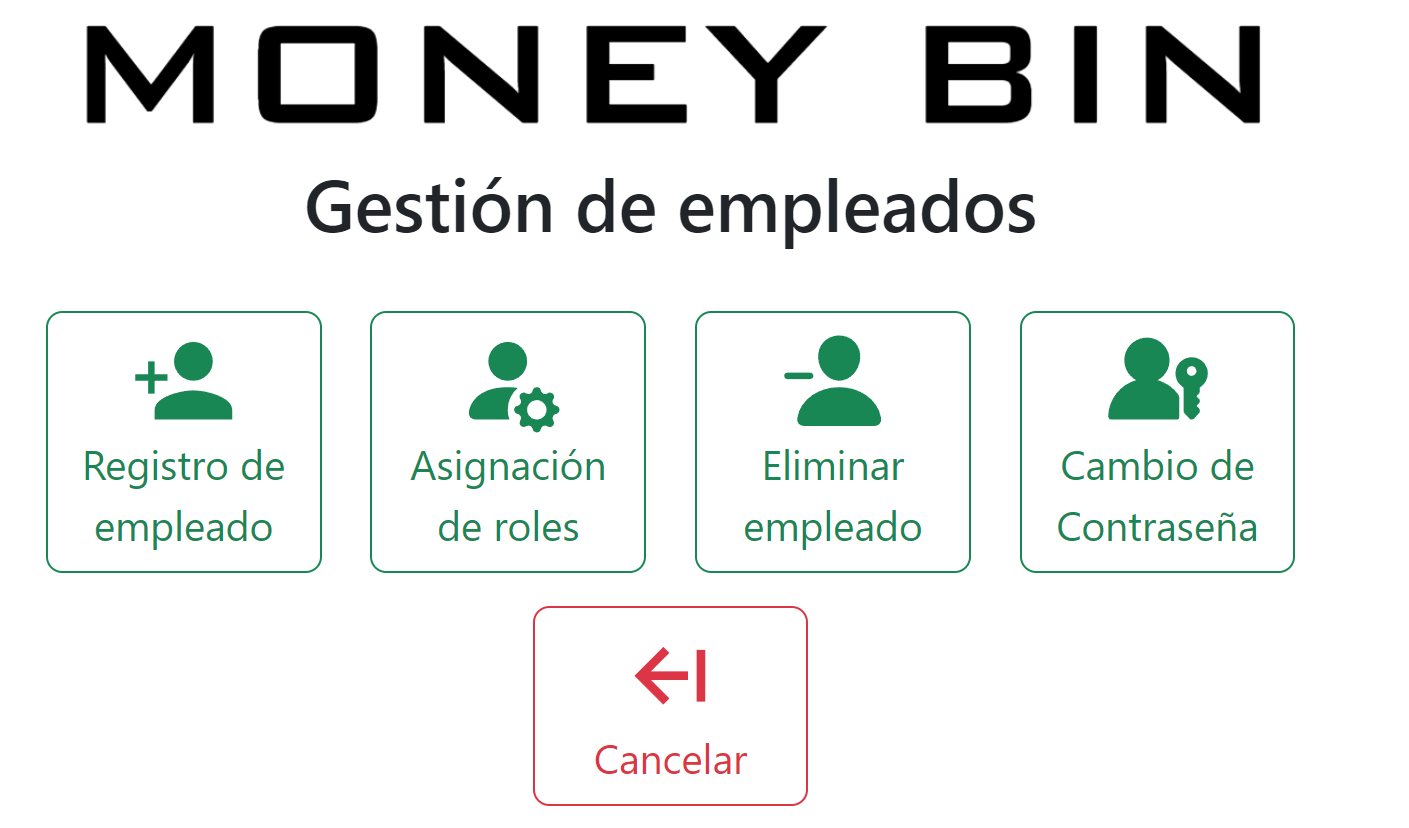 MONEY BIN
Gestión de empleados
Registro de
empleado
Asignación
de roles
Eliminar
empleado
Cambio de
Contraseña
Cancelar